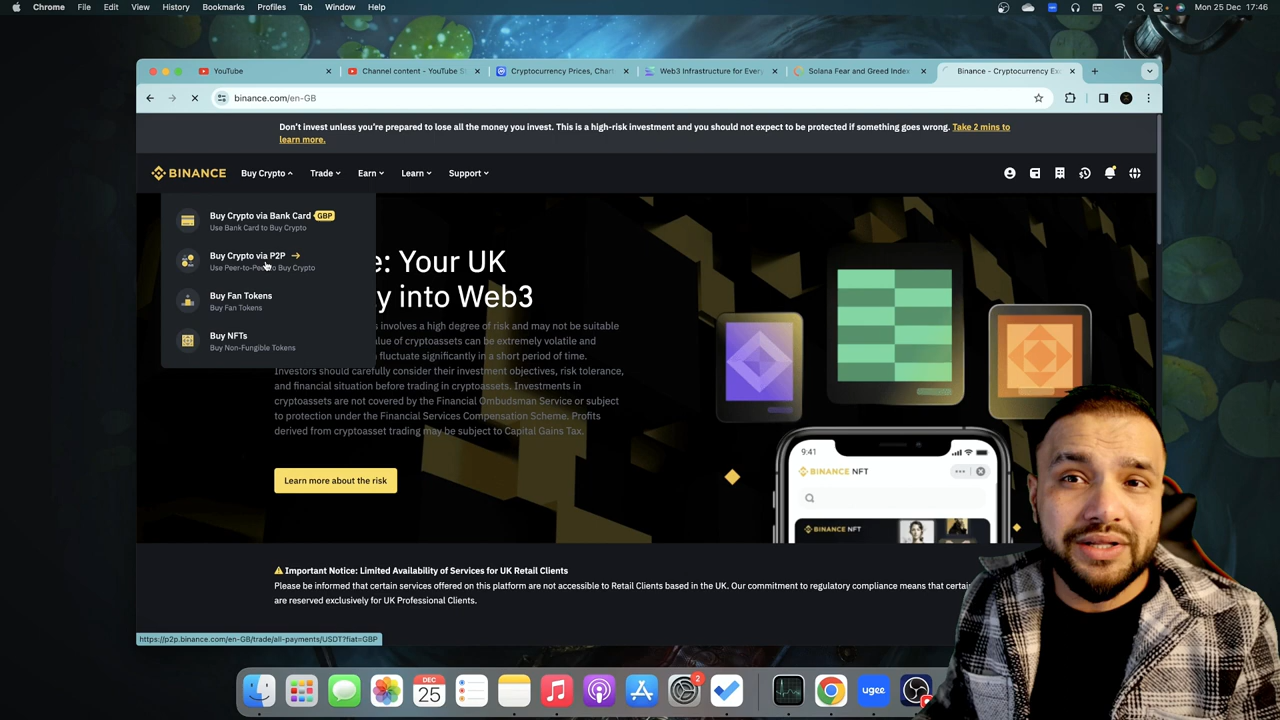 Chrome File Edit View History Bookmarks Profiles Tab Window Help
Mon 25 Dec 17:46
YouTube
Channel content - YouTube S
Cryptocurrency Prices, Char
Web3 Infrastructure for Every
Solana Fear and Greed Index
Binance - Cryptocurrency Ex
binance.com/en-GB
Don't invest unless you're prepared to lose all the money you invest. This is a high-risk investment and you should not expect to be protected if something goes wrong. Take 2 mins to
learn more.
BINANCE Buy Crypto Trade Earn Learn Support
Buy Crypto via Bank Card GBP
Use Bank Card to Buy Crypto
Buy Crypto via P2P
Use Peer-to-Pe to Buy Crypto
Buy Fan Tokens
Buy Fan Tokens
Buy NFTs
Buy Non-Fungible Tokens
e: Your UK
y into Web3
s involves a high degree of risk and may not be suitable
alue of cryptoassets can be extremely volatile and
fluctuate significantly in a short period of time.
Investors should carefully consider their investment objectives, risk tolerance,
and financial situation before trading in cryptoassets. Investments in
cryptoassets are not covered by the Financial Ombudsman Service or subject
to protection under the Financial Services Compensation Scheme. Profits
derived from cryptoasset trading may be subject to Capital Gains Tax.
Learn more about the risk
9:41
BINANCE NFT
BINANCE NFT
Important Notice: Limited Availability of Services for UK Retail Clients
Please be informed that certain services offered on this platform are not accessible to Retail Clients based in the UK. Our commitment to regulatory compliance means that certa
are reserved exclusively for UK Professional Clients.
https://p2p.binance.com/en-GB/trade/all-payments/USDT?fiat=GBP
DEC
25
2
ugee